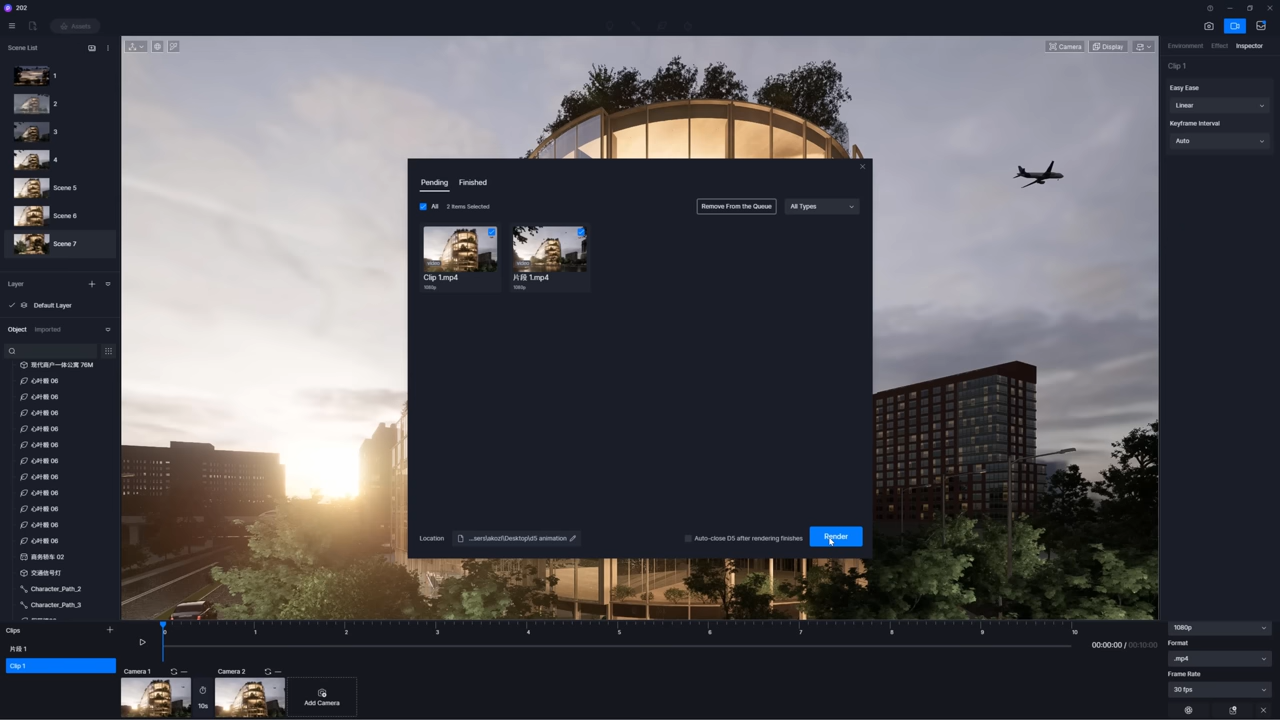 202
Assets
Scene List
1
2
3
4
Scene 5
Scene 6
Scene 7
Layer
Default Layer
Object Imported
现代商户一体公寓 76M
心叶椴 06
心叶椴 06
心叶椴 06
心叶椴 06
心叶椴 06
心叶椴 06
心叶椴 06
心叶椴 06
心叶椴 06
心叶椴 06
心叶椴 06
商务轿车 02
交通信号灯
Character_Path_2
Character_Path_3
Camera
Display
Pending Finished
All 2 Items Selected
Remove From the Queue
All Types
VIDEO
Clip 1.mp4
1080p
VIDEO
片段 1.mp4
1080p
Location
...sers\akozl\Desktop\d5 animation
Auto-close D5 after rendering finishes
Render
Environment Effect Inspector
Clip 1
Easy Ease
Linear
Keyframe Interval
Auto
Clips
片段 1
Clip 1
0 1 2 3 4 5 6 7 8 9 10
00:00:00 / 00:10:00
Camera 1
10s
Camera 2
Add Camera
1080p
Format
.mp4
Frame Rate
30 fps